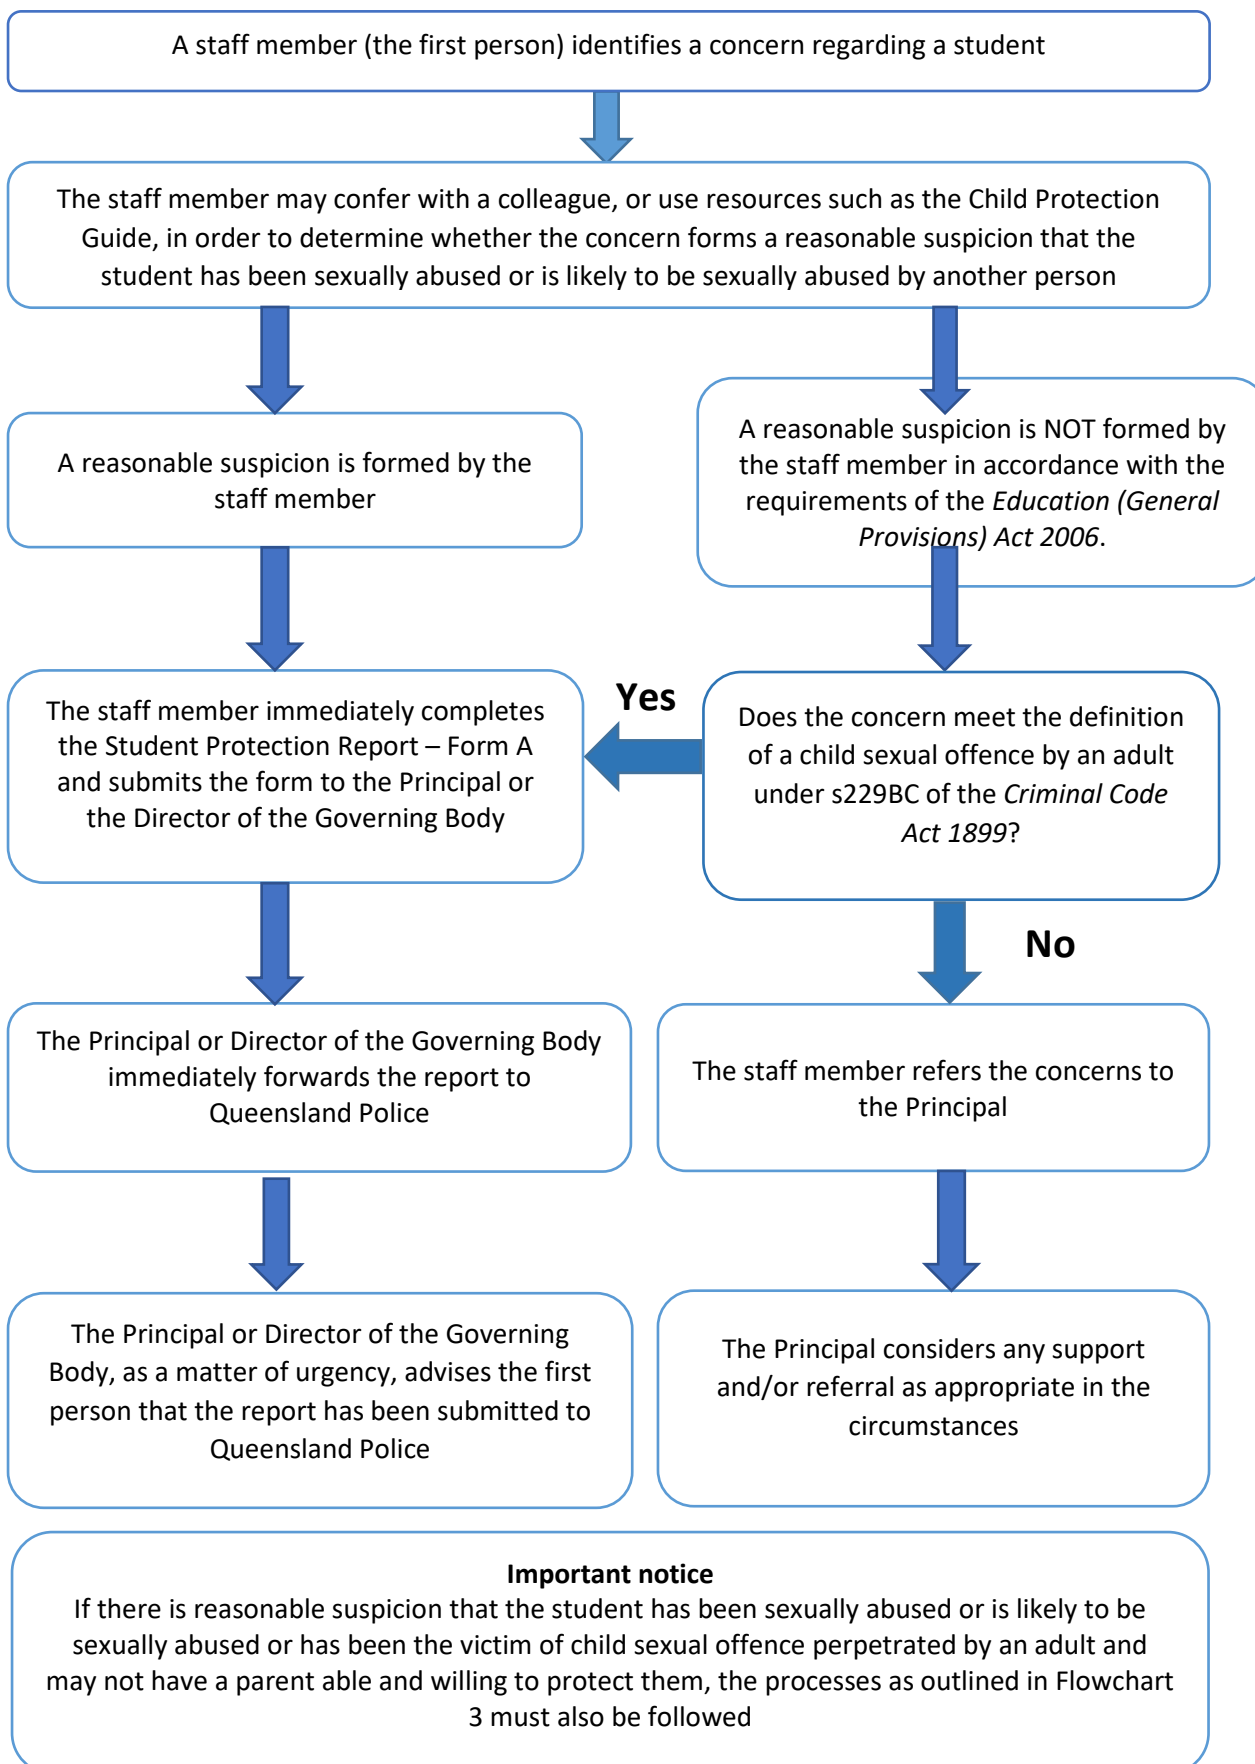 A staff member (the first person) identifies a concern regarding a student
The staff member may confer with a colleague, or use resources such as the Child Protection
Guide, in order to determine whether the concern forms a reasonable suspicion that the
student has been sexually abused or is likely to be sexually abused by another person
A reasonable suspicion is formed by the
staff member
A reasonable suspicion is NOT formed by
the staff member in accordance with the
requirements of the Education (General
Provisions) Act 2006.
The staff member immediately completes
the Student Protection Report – Form A
and submits the form to the Principal or
the Director of the Governing Body
Yes
Does the concern meet the definition
of a child sexual offence by an adult
under s229BC of the Criminal Code
Act 1899?
No
The Principal or Director of the Governing Body
immediately forwards the report to
Queensland Police
The staff member refers the concerns to
the Principal
The Principal or Director of the Governing
Body, as a matter of urgency, advises the first
person that the report has been submitted to
Queensland Police
The Principal considers any support
and/or referral as appropriate in the
circumstances
Important notice
If there is reasonable suspicion that the student has been sexually abused or is likely to be
sexually abused or has been the victim of child sexual offence perpetrated by an adult and
may not have a parent able and willing to protect them, the processes as outlined in Flowchart
3 must also be followed